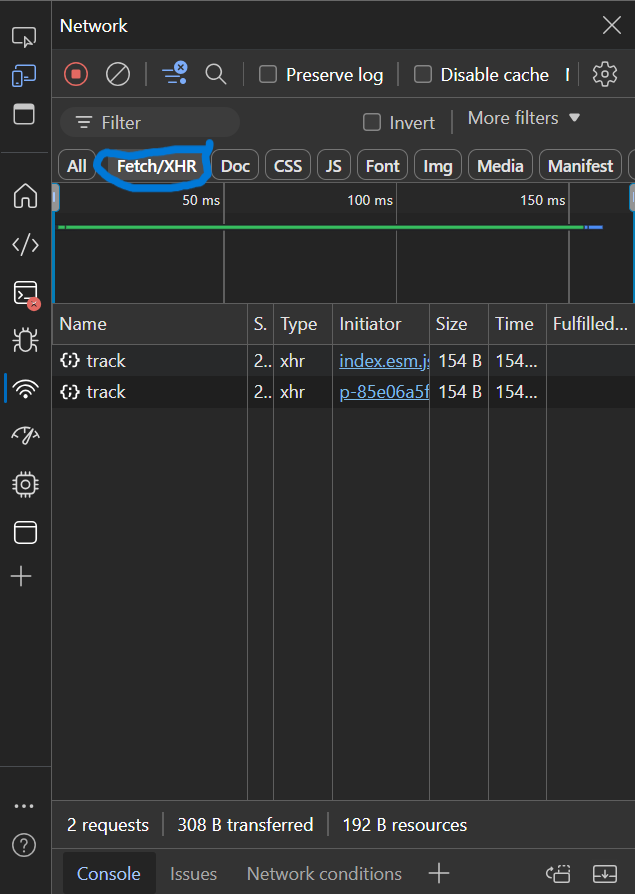 Network
Preserve log Disable cache
Filter Invert More filters
All Fetch/XHR Doc CSS JS Font Img Media Manifest
50 ms 100 ms 150 ms
Name S. Type Initiator Size Time Fulfilled...
track 2.. xhr index.esm.js 154 B 154...
track 2.. xhr p-85e06a5f 154 B 154...
2 requests 308 B transferred 192 B resources
Console Issues Network conditions